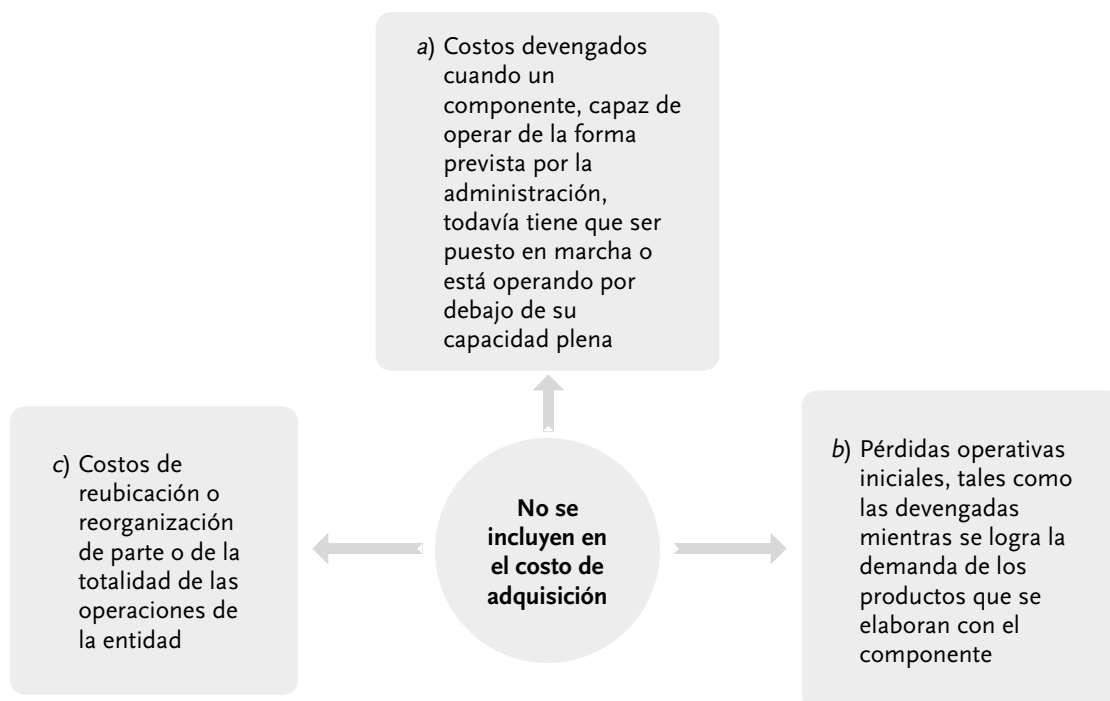 a) Costos devengados
cuando un
componente, capaz de
operar de la forma
prevista por la
administración,
todavía tiene que ser
puesto en marcha o
está operando por
debajo de su
capacidad plena
c) Costos de
reubicación o
reorganización
de parte o de la
totalidad de las
operaciones de
la entidad
No se
incluyen en
el costo de
adquisición
b) Pérdidas operativas
iniciales, tales como
las devengadas
mientras se logra la
demanda de los
productos que se
elaboran con el
componente